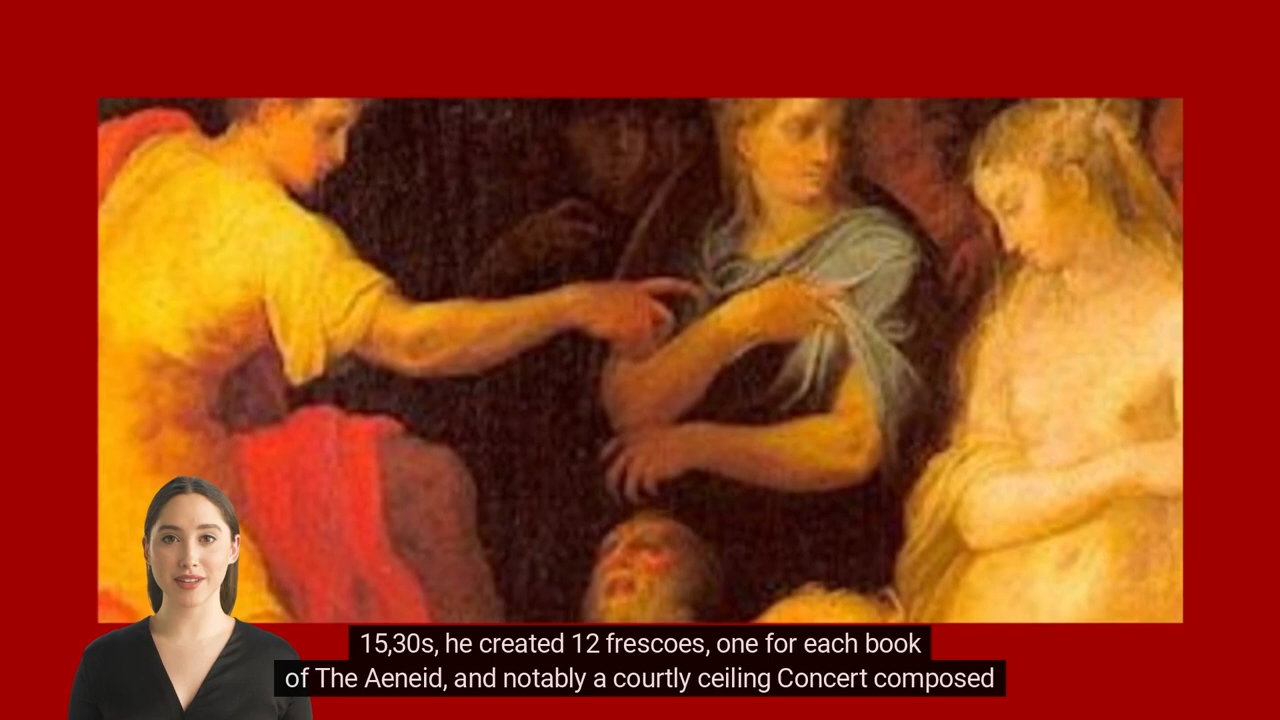 15,30s, he created 12 frescoes, one for each book
of The Aeneid, and notably a courtly ceiling Concert composed